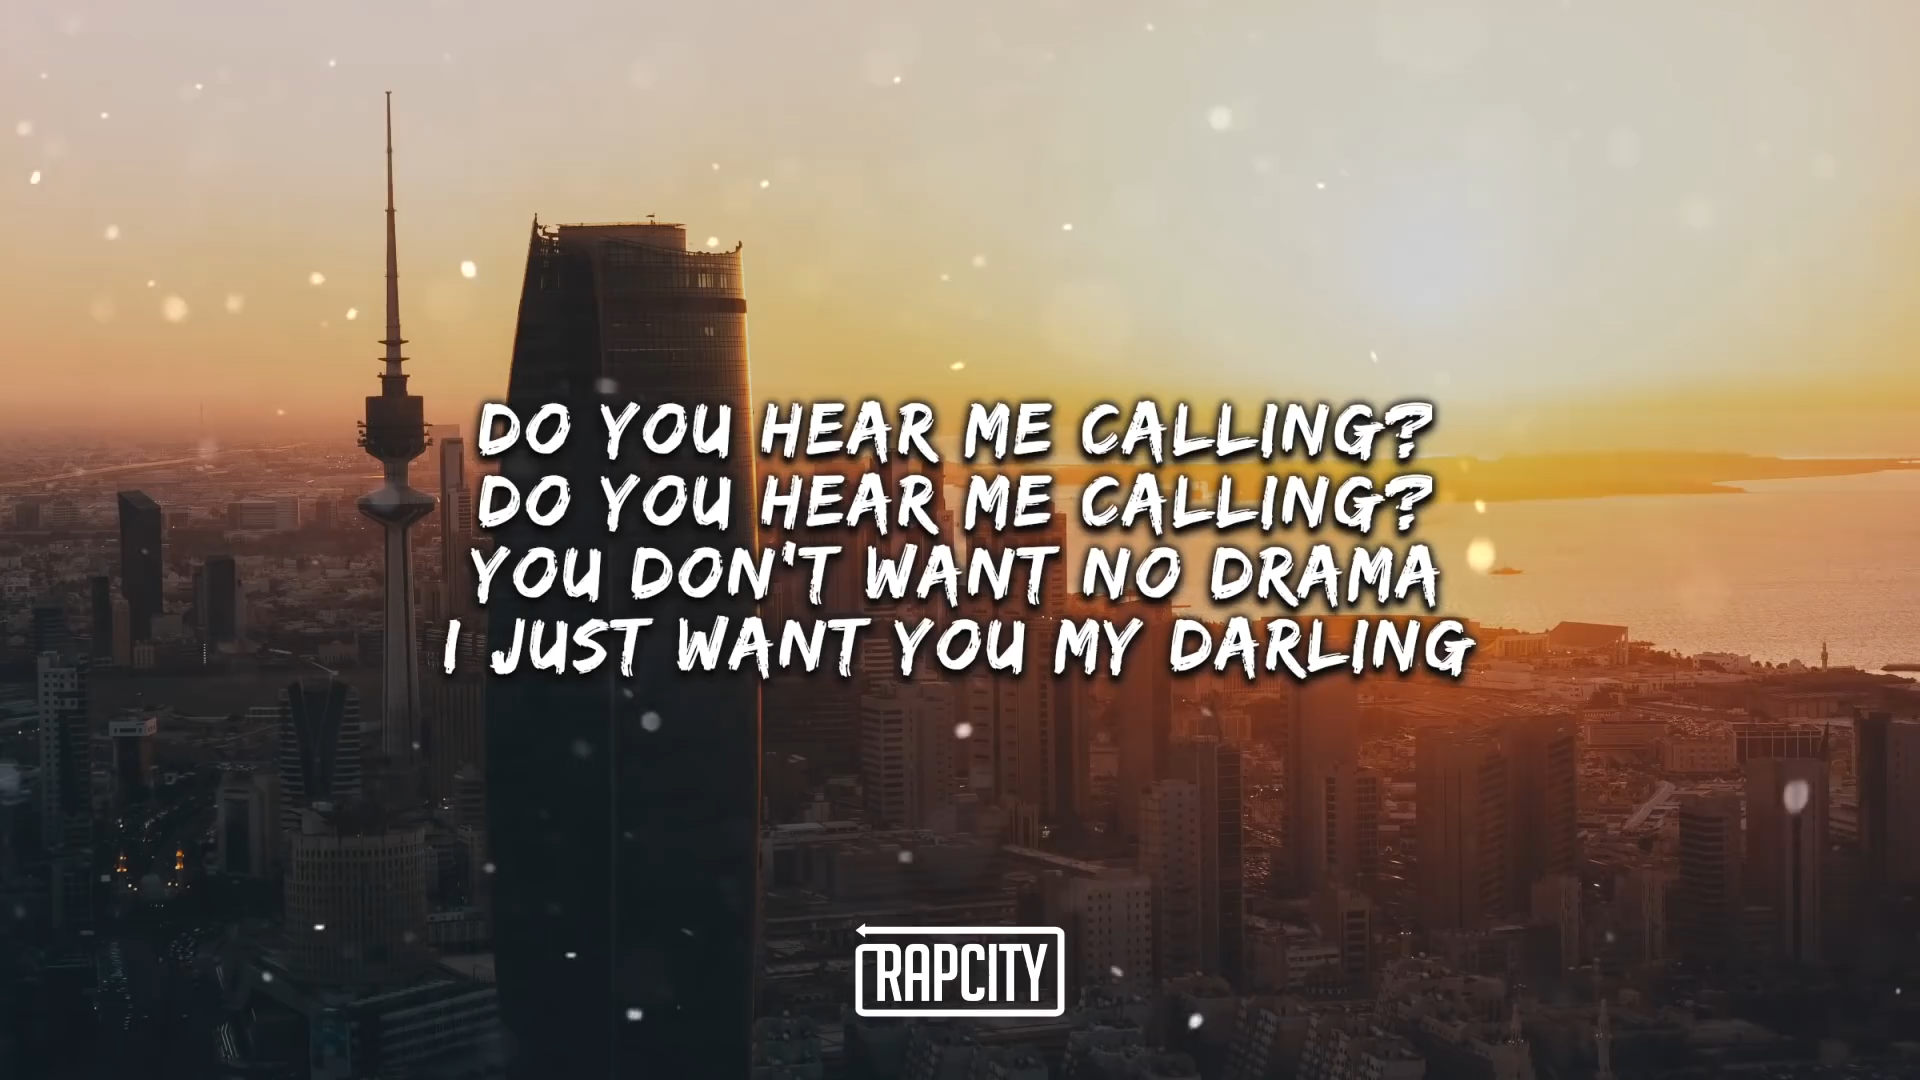 DO YOU HEAR ME CALLING?
DO YOU HEAR ME CALLING?
YOU DON'T WANT NO DRAMA
I JUST WANT YOU MY DARLING
RAPCITY